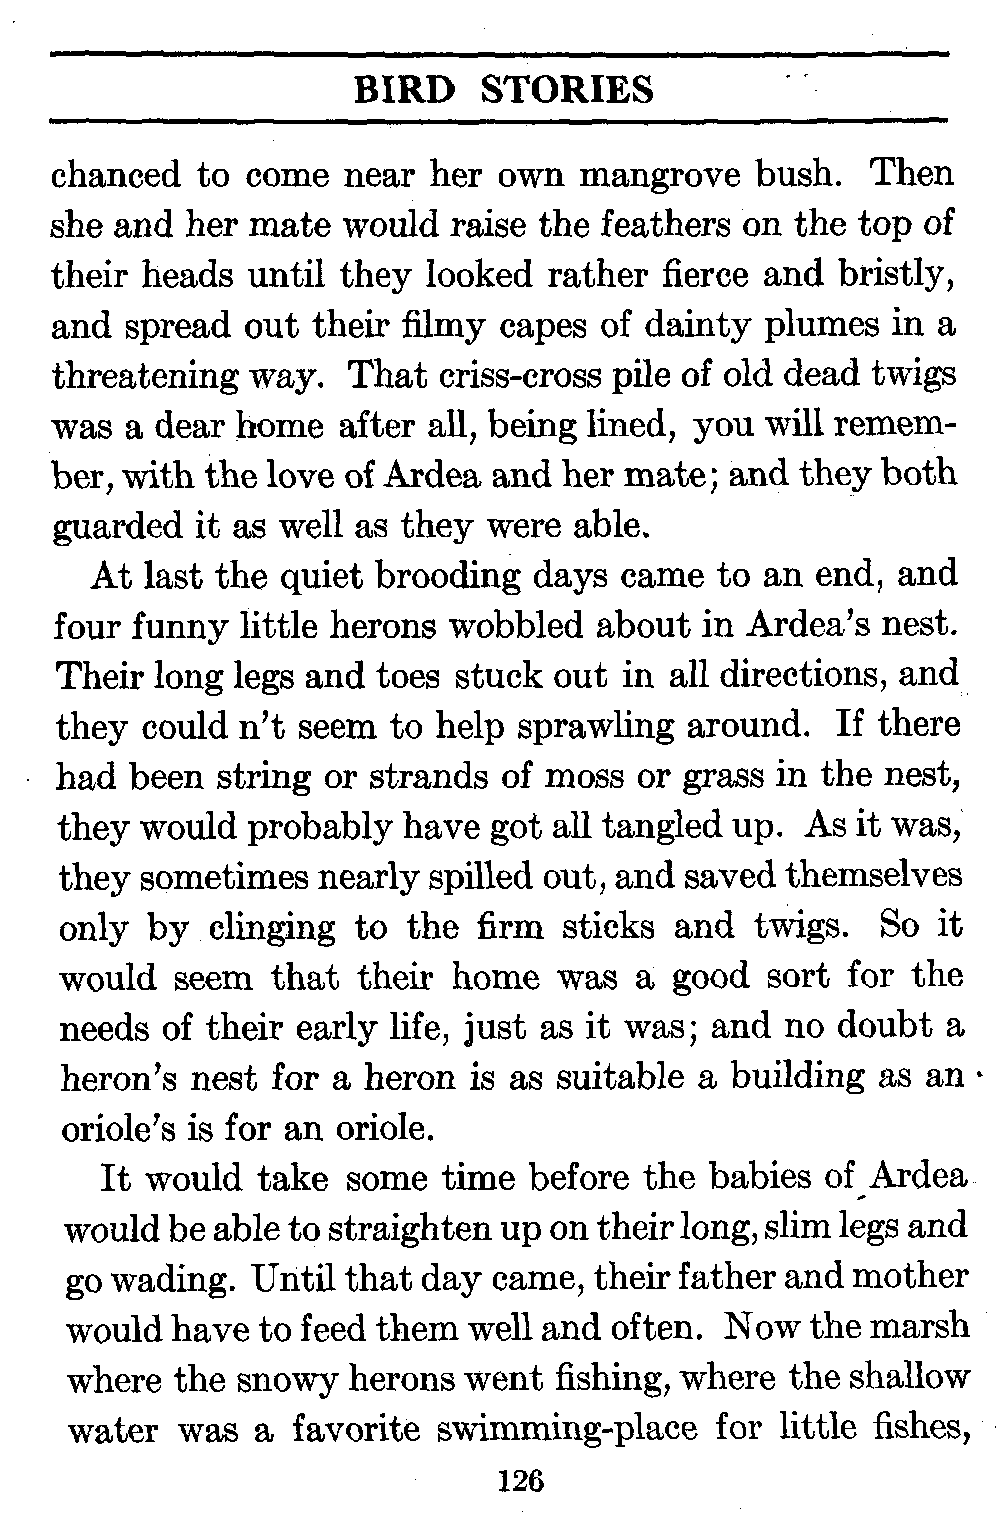 BIRD STORIES
chanced to come near her own mangrove bush. Then
she and her mate would raise the feathers on the top of
their heads until they looked rather fierce and bristly,
and spread out their filmy capes of dainty plumes in a
threatening way. That criss-cross pile of old dead twigs
was a dear home after all, being lined, you will remem-
ber, with the love of Ardea and her mate; and they both
guarded it as well as they were able.
At last the quiet brooding days came to an end, and
four funny little herons wobbled about in Ardea's nest.
Their long legs and toes stuck out in all directions, and
they could n't seem to help sprawling around. If there
had been string or strands of moss or grass in the nest,
they would probably have got all tangled up. As it was,
they sometimes nearly spilled out, and saved themselves
only by clinging to the firm sticks and twigs. So it
would seem that their home was a good sort for the
needs of their early life, just as it was; and no doubt a
heron's nest for a heron is as suitable a building as an
oriole's is for an oriole.
It would take some time before the babies of Ardea
would be able to straighten up on their long, slim legs and
go wading. Until that day came, their father and mother
would have to feed them well and often. Now the marsh
where the snowy herons went fishing, where the shallow
water was a favorite swimming-place for little fishes,
126